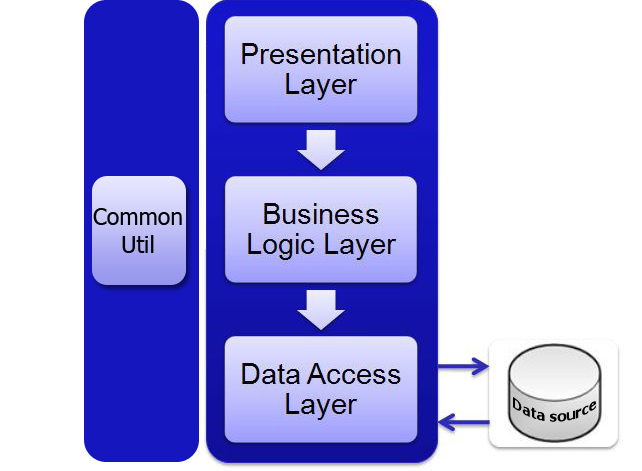 Presentation
Layer
Common
Util
Business
Logic Layer
Data Access
Layer
Data source